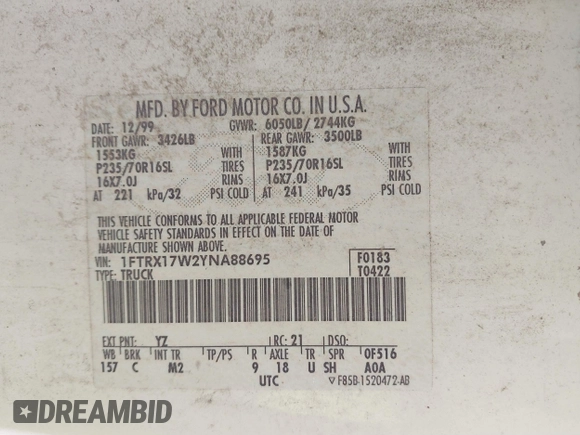 MFD. BY FORD MOTOR CO. IN U.S.A.
DATE: 12/99 GVWR: 6050LB/ 2744KG
FRONT GAWR: 3426LB REAR GAWR: 3500LB
1553KG WITH 1587KG WITH
P235/70R16SL TIRES P235/70R16SL TIRES
16X7.0J RIMS 16X7.0J RIMS
AT 221 kPa/32 PSI COLD AT 241 kPa/35 PSI COLD
THIS VEHICLE CONFORMS TO ALL APPLICABLE FEDERAL MOTOR
VEHICLE SAFETY STANDARDS IN EFFECT ON THE DATE OF
MANUFACTURE SHOWN ABOVE.
VIN: 1FTRX17W2YNA88695 F0183
TYPE: TRUCK T0422
EXT PNT: YZ RC: 21 DSO:
WB BRK INT TR TP/PS R AXLE TR SPR 0F516
157 C M2 9 18 U SH A0A
UTC F85B-1520472-AB
DREAMBID